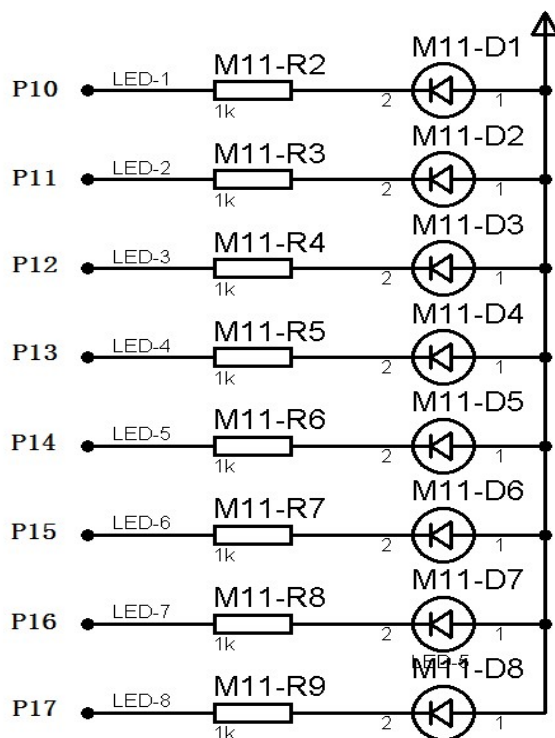 M11-D1
P10 LED-1 M11-R2
1k 2 1
M11-D2
P11 LED-2 M11-R3
1k 2 1
M11-D3
P12 LED-3 M11-R4
1k 2 1
M11-D4
P13 LED-4 M11-R5
1k 2 1
M11-D5
P14 LED-5 M11-R6
1k 2 1
M11-D6
P15 LED-6 M11-R7
1k 2 1
M11-D7
P16 LED-7 M11-R8
1k 2 1
LED-5
M11-D8
P17 LED-8 M11-R9
1k 2 1